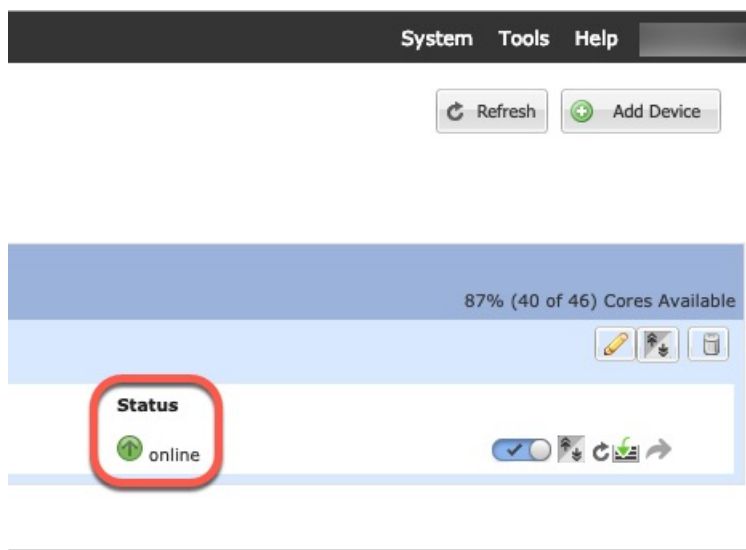 System Tools Help
Refresh Add Device
87% (40 of 46) Cores Available
Status
online